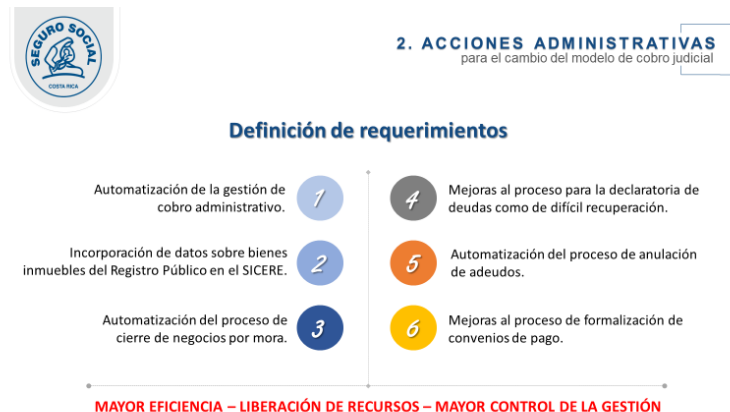 SEGURO SOCIAL
COSTA RICA
2. ACCIONES ADMINISTRATIVAS
para el cambio del modelo de cobro judicial
Definición de requerimientos
Automatización de la gestión de
cobro administrativo.
1
Incorporación de datos sobre bienes
inmuebles del Registro Público en el SICERE.
2
Automatización del proceso de
cierre de negocios por mora.
3
4
Mejoras al proceso para la declaratoria de
deudas como de difícil recuperación.
5
Automatización del proceso de anulación
de adeudos.
6
Mejoras al proceso de formalización de
convenios de pago.
MAYOR EFICIENCIA – LIBERACIÓN DE RECURSOS – MAYOR CONTROL DE LA GESTIÓN